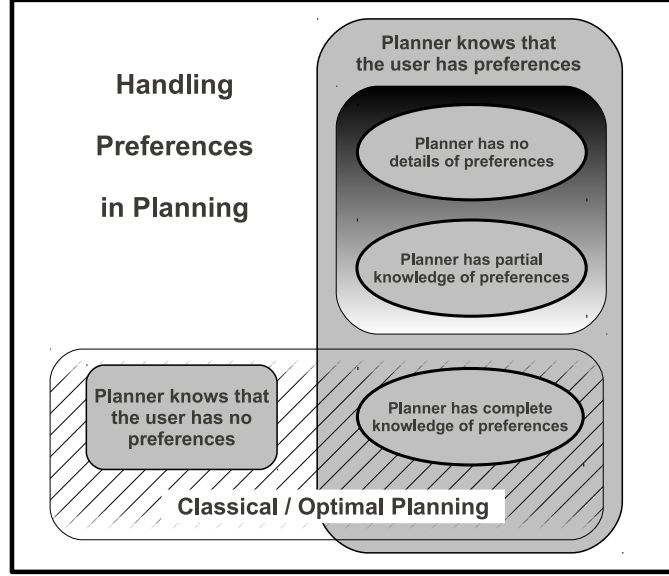 Handling
Preferences
in Planning
Planner knows that
the user has preferences
Planner has no
details of preferences
Planner has partial
knowledge of preferences
Planner knows that
the user has no
preferences
Planner has complete
knowledge of preferences
Classical / Optimal Planning